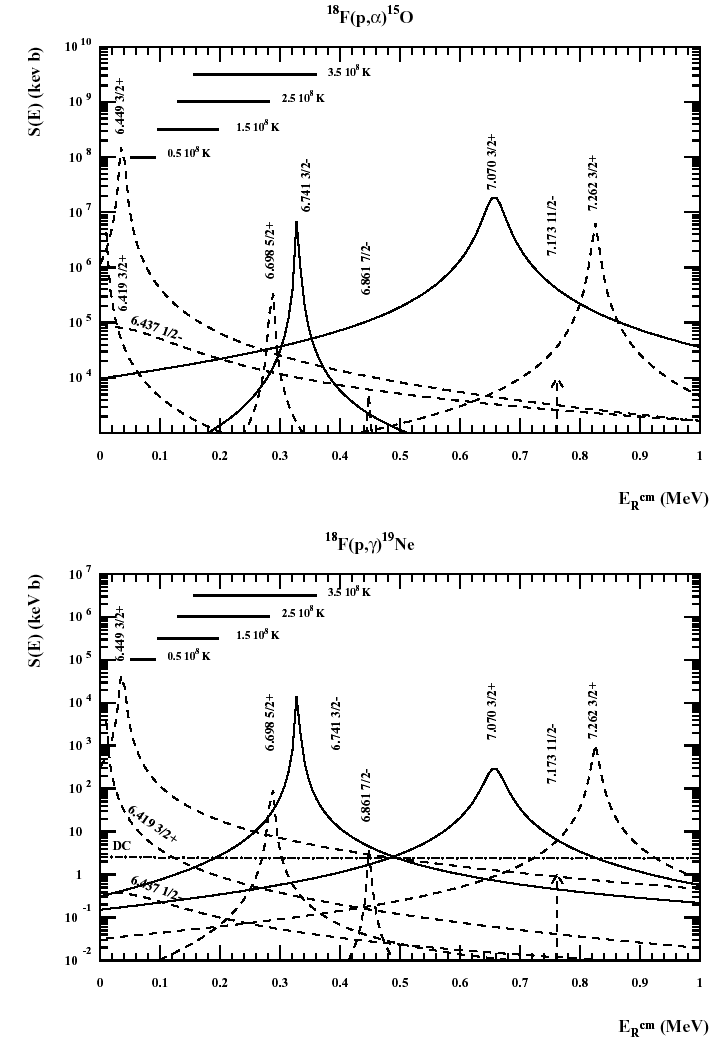 18F(p,α)15O
S(E) (kev b)
10 10
10 9
10 8
10 7
10 6
10 5
10 4
3.5 10^8 K
2.5 10^8 K
1.5 10^8 K
0.5 10^8 K
6.449 3/2+
6.419 3/2+
6.437 1/2-
6.698 5/2+
6.741 3/2-
6.861 7/2-
7.070 3/2+
7.173 11/2-
7.262 3/2+
0 0.1 0.2 0.3 0.4 0.5 0.6 0.7 0.8 0.9 1
E_R^cm (MeV)
18F(p,γ)19Ne
S(E) (keV b)
10 7
10 6
10 5
10 4
10 3
10 2
10
1
10 -1
10 -2
3.5 10^8 K
2.5 10^8 K
1.5 10^8 K
0.5 10^8 K
6.449 3/2+
6.419 3/2+
DC
6.437 1/2-
6.698 5/2+
6.741 3/2-
6.861 7/2-
7.070 3/2+
7.173 11/2-
7.262 3/2+
0 0.1 0.2 0.3 0.4 0.5 0.6 0.7 0.8 0.9 1
E_R^cm (MeV)